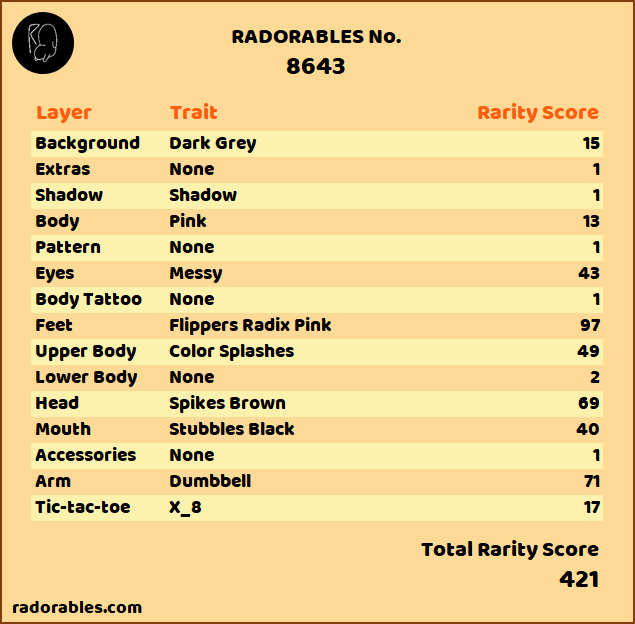 RADORABLES No.
8643
Layer Trait Rarity Score
Background Dark Grey 15
Extras None 1
Shadow Shadow 1
Body Pink 13
Pattern None 1
Eyes Messy 43
Body Tattoo None 1
Feet Flippers Radix Pink 97
Upper Body Color Splashes 49
Lower Body None 2
Head Spikes Brown 69
Mouth Stubbles Black 40
Accessories None 1
Arm Dumbbell 71
Tic-tac-toe X_8 17
Total Rarity Score
421
radorables.com